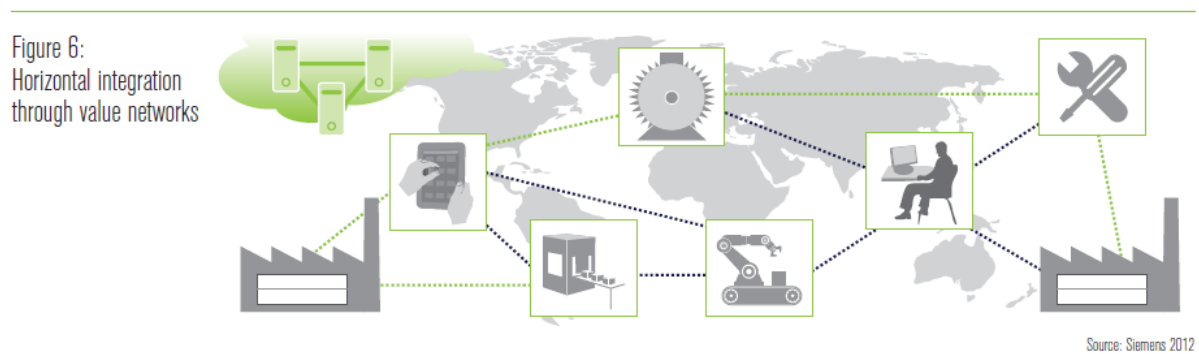 Figure 6:
Horizontal integration
through value networks
Source: Siemens 2012